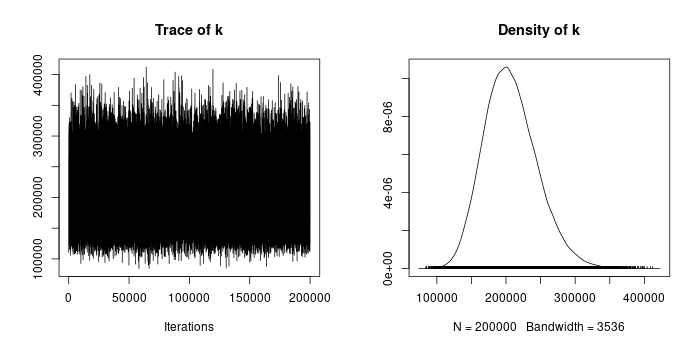 Trace of k
400000
300000
200000
100000
0
50000
100000
150000
200000
Iterations
Density of k
8e-06
4e-06
0e+00
100000
200000
300000
400000
N = 200000 Bandwidth = 3536